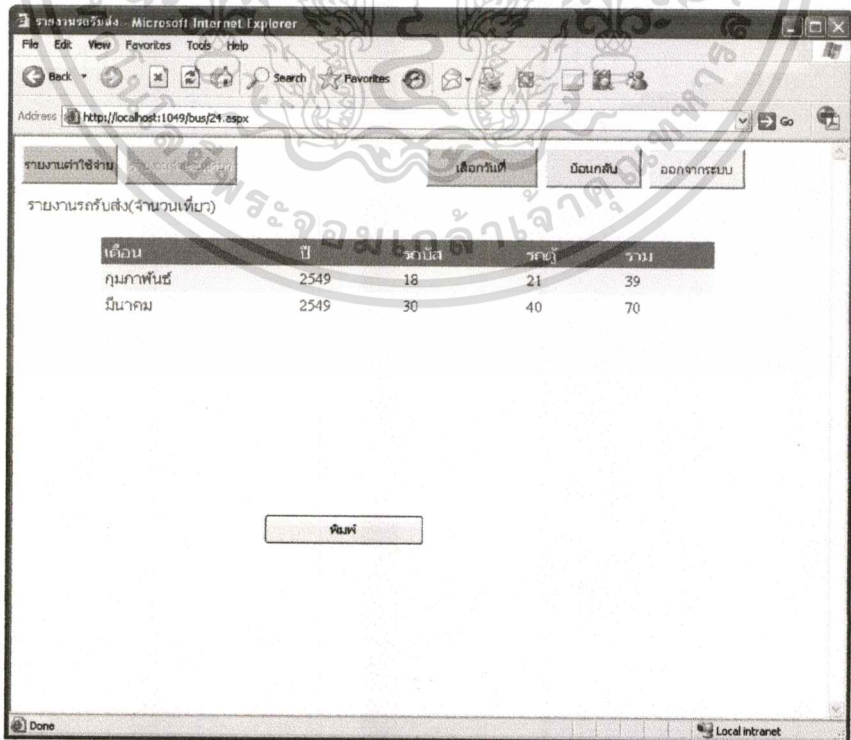 รายงานรถรับส่ง - Microsoft Internet Explorer
File Edit View Favorites Tools Help
Back Search Favorites
Address http://localhost:1049/bus/24.aspx Go
รายงานค่าใช้จ่าย เลือกวันที่ ย้อนกลับ ออกจากระบบ
รายงานรถรับส่ง(จำนวนเที่ยว)
เดือน ปี รถบัส รถตู้ รวม
กุมภาพันธ์ 2549 18 21 39
มีนาคม 2549 30 40 70
พิมพ์
Done Local intranet